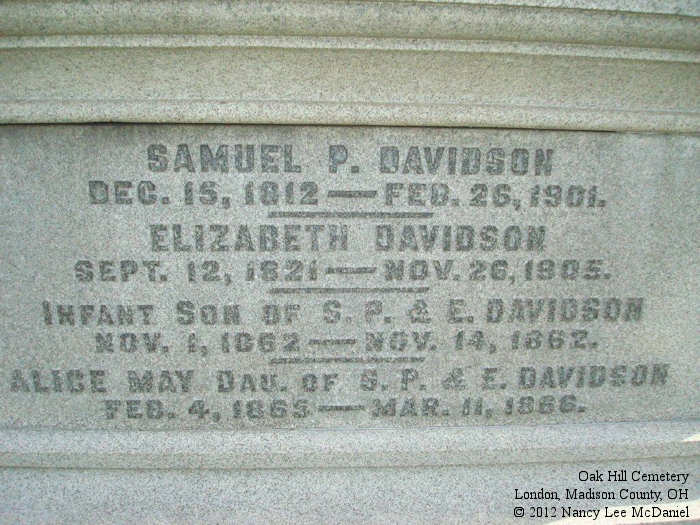 SAMUEL P. DAVIDSON
DEC. 15, 1812 — FEB. 26, 1901.
ELIZABETH DAVIDSON
SEPT. 12, 1821 — NOV. 26, 1905.
INFANT SON OF S. P. & E. DAVIDSON
NOV. 1, 1862 — NOV. 14, 1862.
ALICE MAY DAU. OF S. P. & E. DAVIDSON
FEB. 4, 1865 — MAR. 11, 1866.
Oak Hill Cemetery
London, Madison County, OH
© 2012 Nancy Lee McDaniel